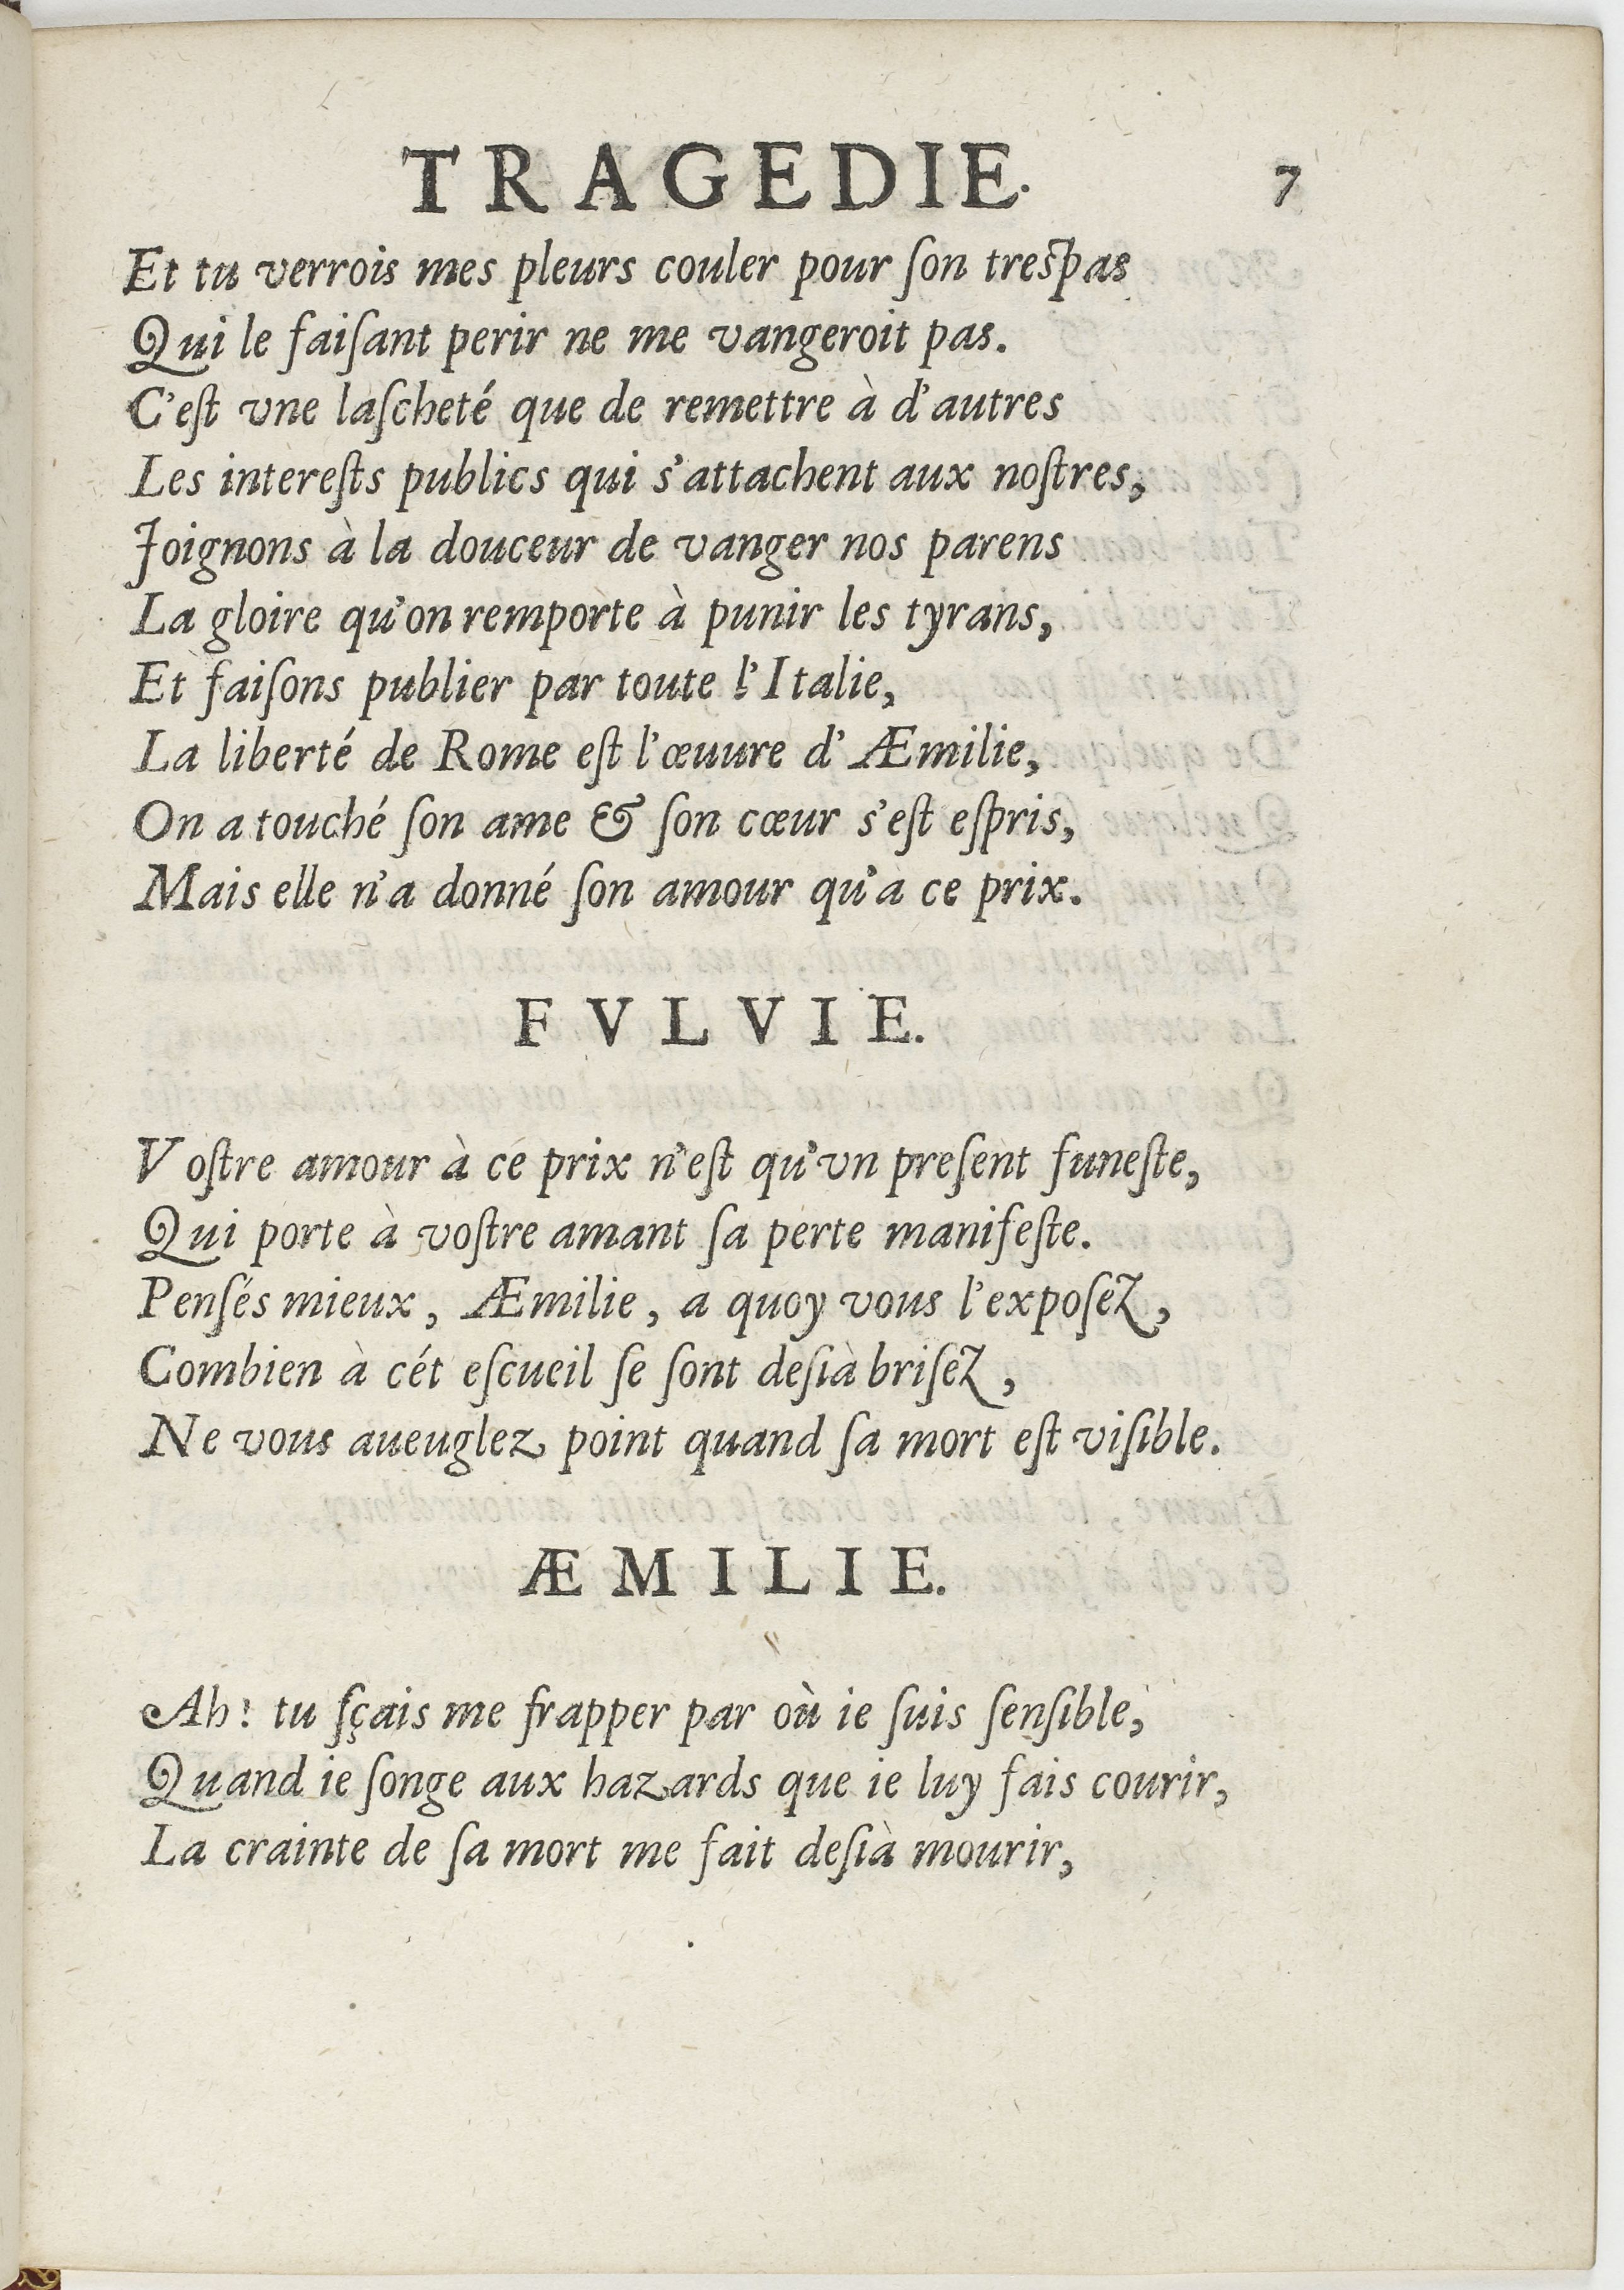 TRAGEDIE. 7
Et tu verrois mes pleurs couler pour ſon treſpas
Qui le faiſant perir ne me vangeroit pas.
C'eſt vne laſcheté que de remettre à d'autres
Les intereſts publics qui s'attachent aux noſtres,
Joignons à la douceur de vanger nos parens
La gloire qu'on remporte à punir les tyrans,
Et faiſons publier par toute l'Italie,
La liberté de Rome eſt l'œuure d'Æmilie,
On a touché ſon ame & ſon cœur s'eſt eſpris,
Mais elle n'a donné ſon amour qu'a ce prix.
FVLVIE.
Voſtre amour à ce prix n'eſt qu'vn preſent funeſte,
Qui porte à voſtre amant ſa perte manifeſte.
Penſés mieux, Æmilie, a quoy vous l'expoſez,
Combien à cét eſcueil ſe ſont deſià briſez,
Ne vous aueuglez point quand ſa mort eſt viſible.
ÆMILIE.
Ah! tu ſçais me frapper par où ie ſuis ſenſible,
Quand ie ſonge aux hazards que ie luy fais courir,
La crainte de ſa mort me fait deſià mourir,